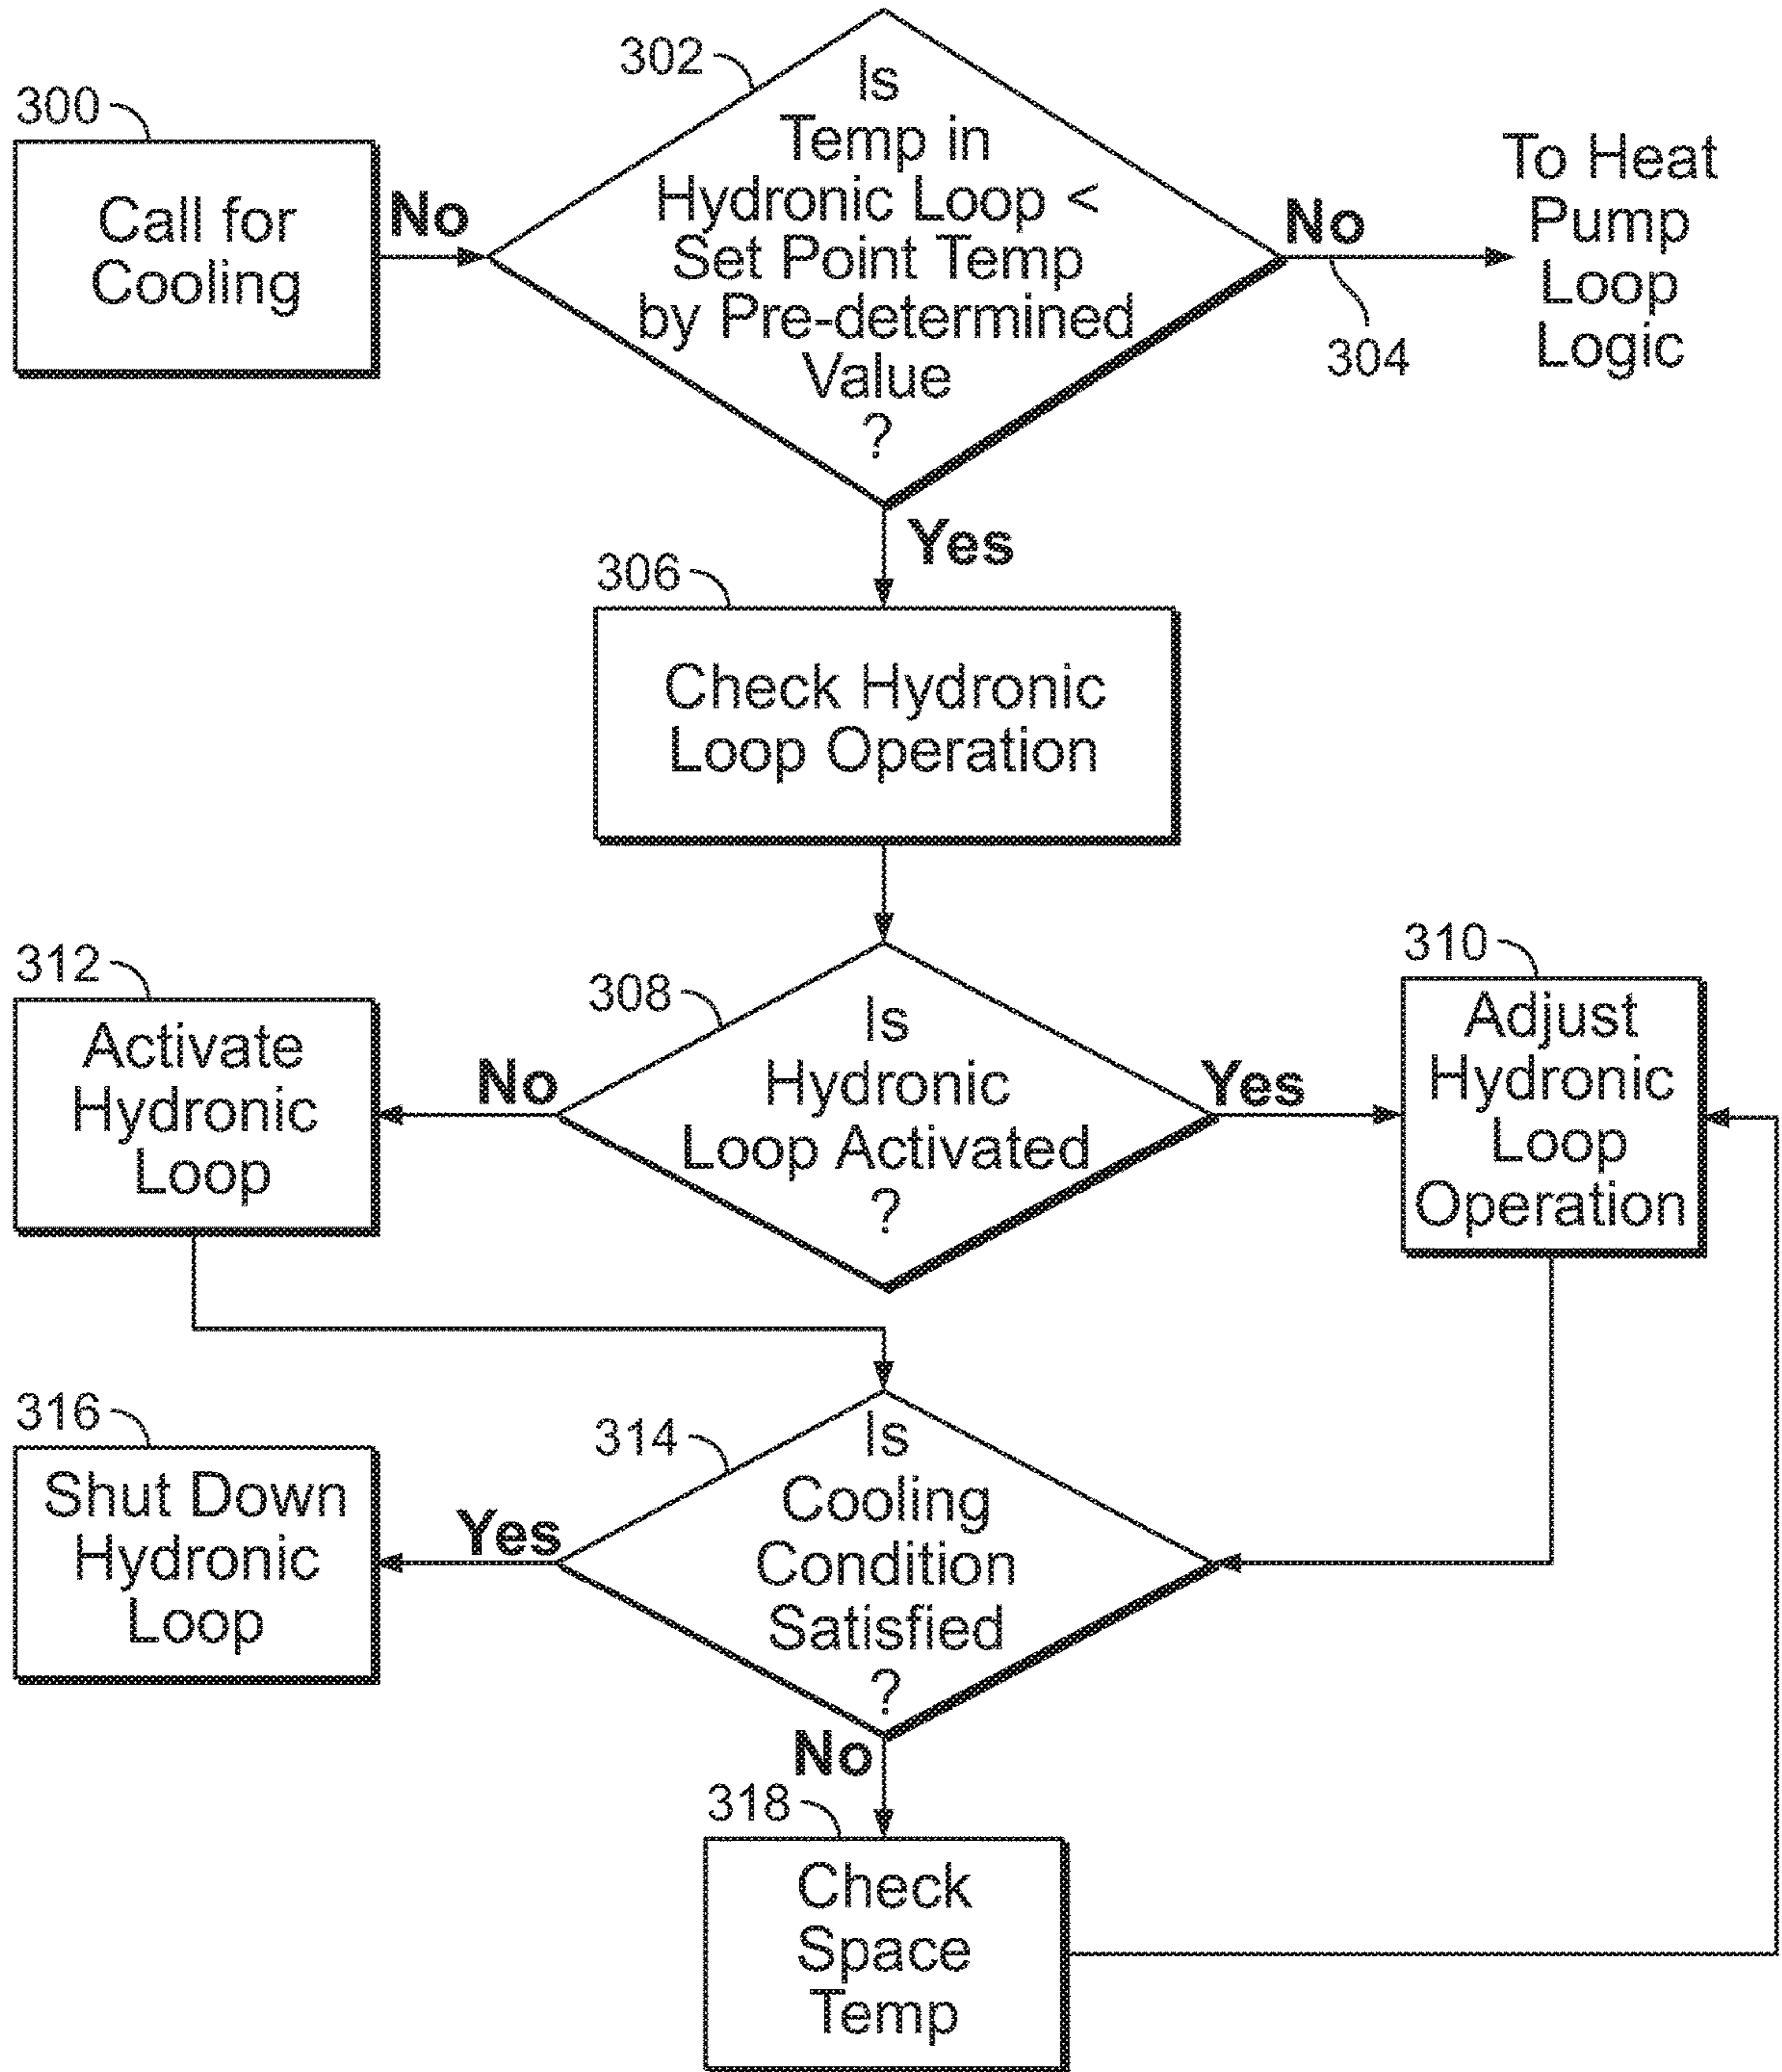 302
Is
Temp in
Hydronic Loop <
Set Point Temp
by Pre-determined
Value
?
300
Call for
Cooling
No
No
304
To Heat
Pump
Loop
Logic
Yes
306
Check Hydronic
Loop Operation
312
Activate
Hydronic
Loop
No
308
Is
Hydronic
Loop Activated
?
Yes
310
Adjust
Hydronic
Loop
Operation
316
Shut Down
Hydronic
Loop
Yes
314
Is
Cooling
Condition
Satisfied
?
No
318
Check
Space
Temp